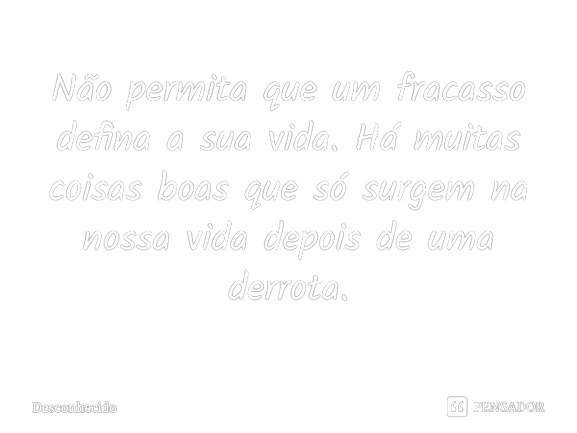 Não permita que um fracasso
defina a sua vida. Há muitas
coisas boas que só surgem na
nossa vida depois de uma
derrota.
Desconhecido
PENSADOR